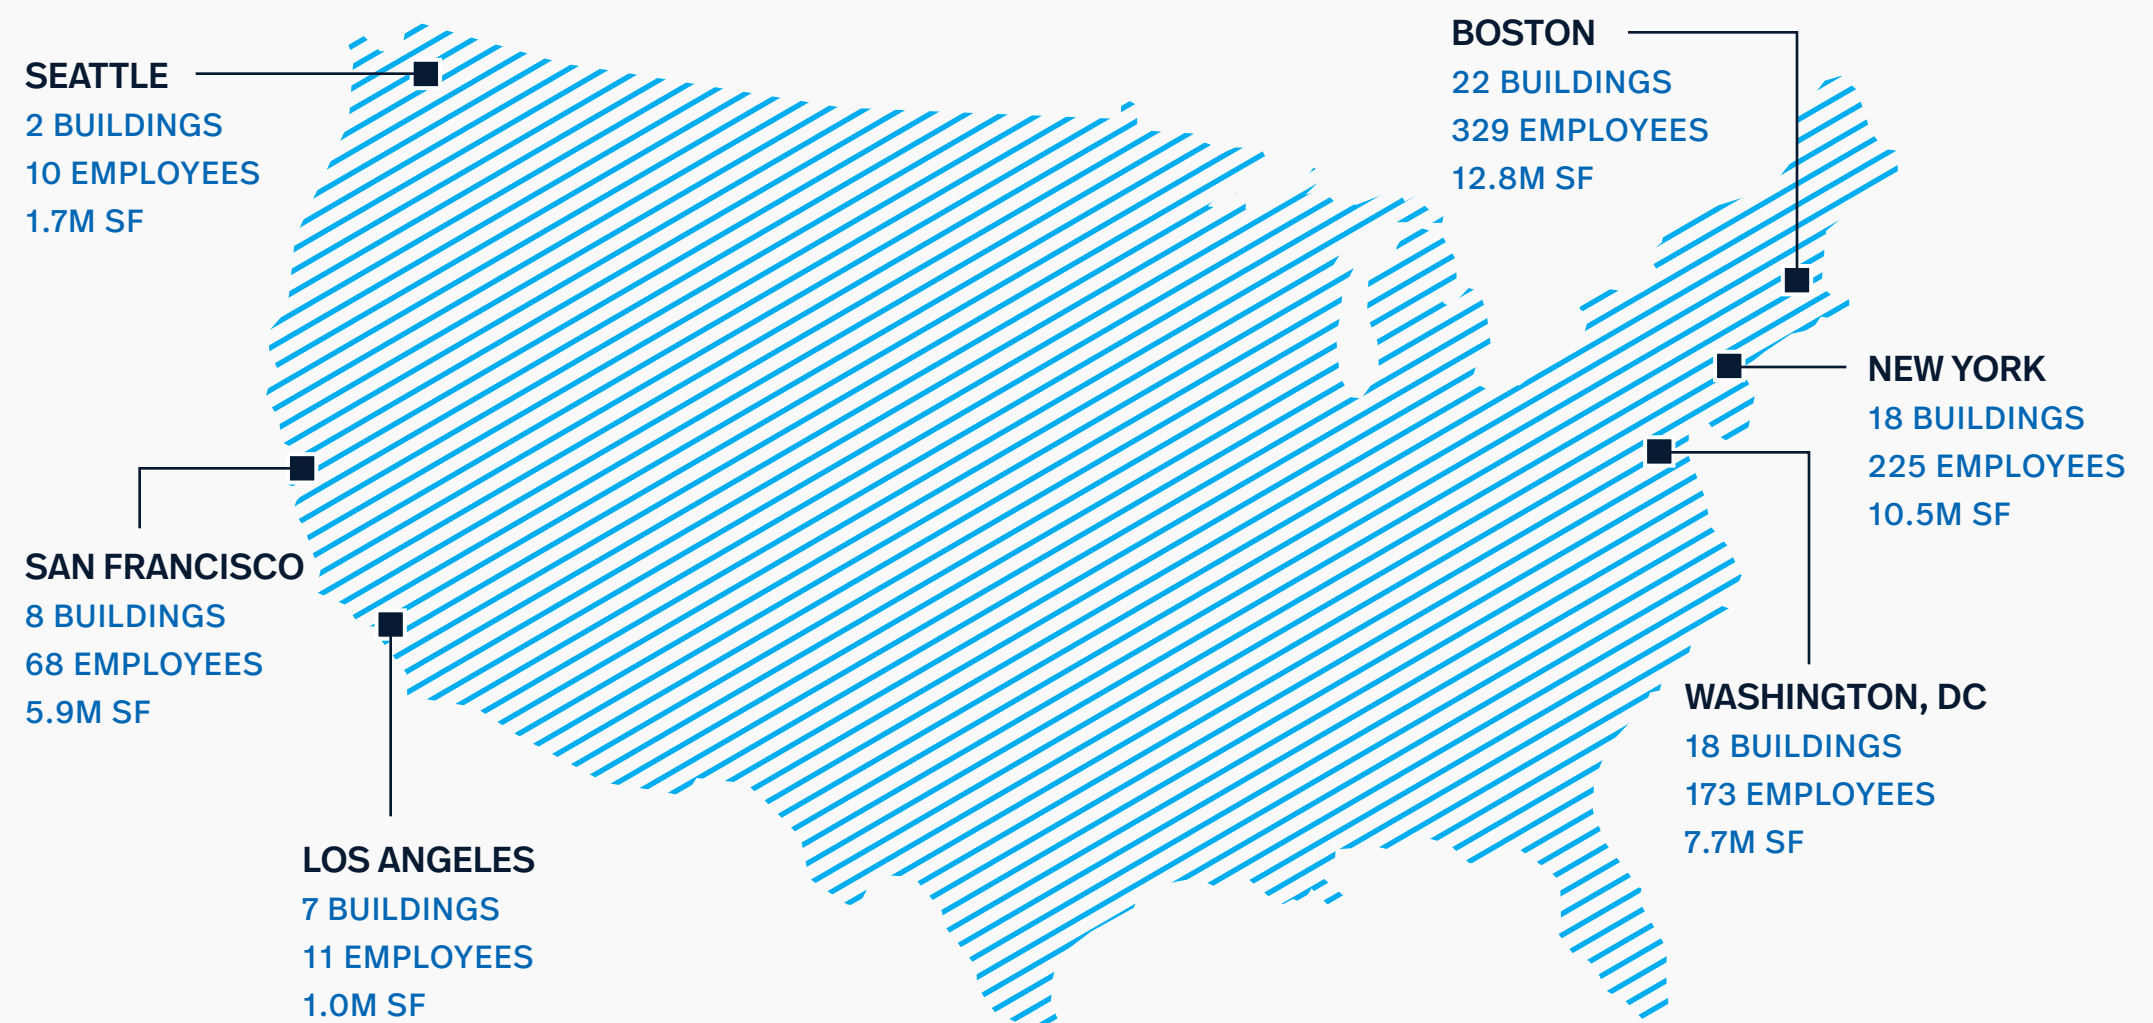 SEATTLE
2 BUILDINGS
10 EMPLOYEES
1.7M SF
BOSTON
22 BUILDINGS
329 EMPLOYEES
12.8M SF
NEW YORK
18 BUILDINGS
225 EMPLOYEES
10.5M SF
SAN FRANCISCO
8 BUILDINGS
68 EMPLOYEES
5.9M SF
WASHINGTON, DC
18 BUILDINGS
173 EMPLOYEES
7.7M SF
LOS ANGELES
7 BUILDINGS
11 EMPLOYEES
1.0M SF